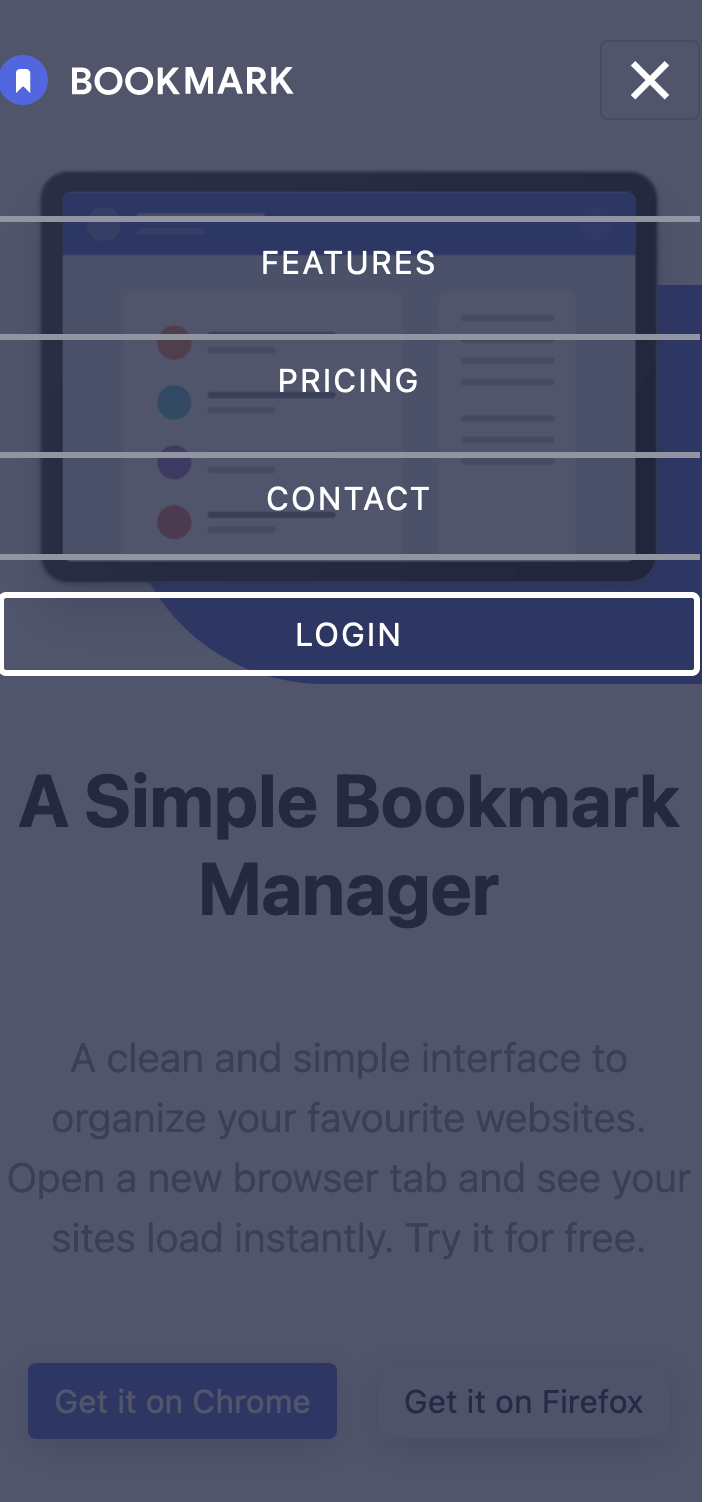 BOOKMARK
FEATURES
PRICING
CONTACT
LOGIN
A Simple Bookmark
Manager
A clean and simple interface to
organize your favourite websites.
Open a new browser tab and see your
sites load instantly. Try it for free.
Get it on Chrome
Get it on Firefox